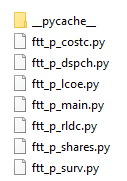 __pycache__
ftt_p_costc.py
ftt_p_dspch.py
ftt_p_lcoe.py
ftt_p_main.py
ftt_p_rldc.py
ftt_p_shares.py
ftt_p_surv.py